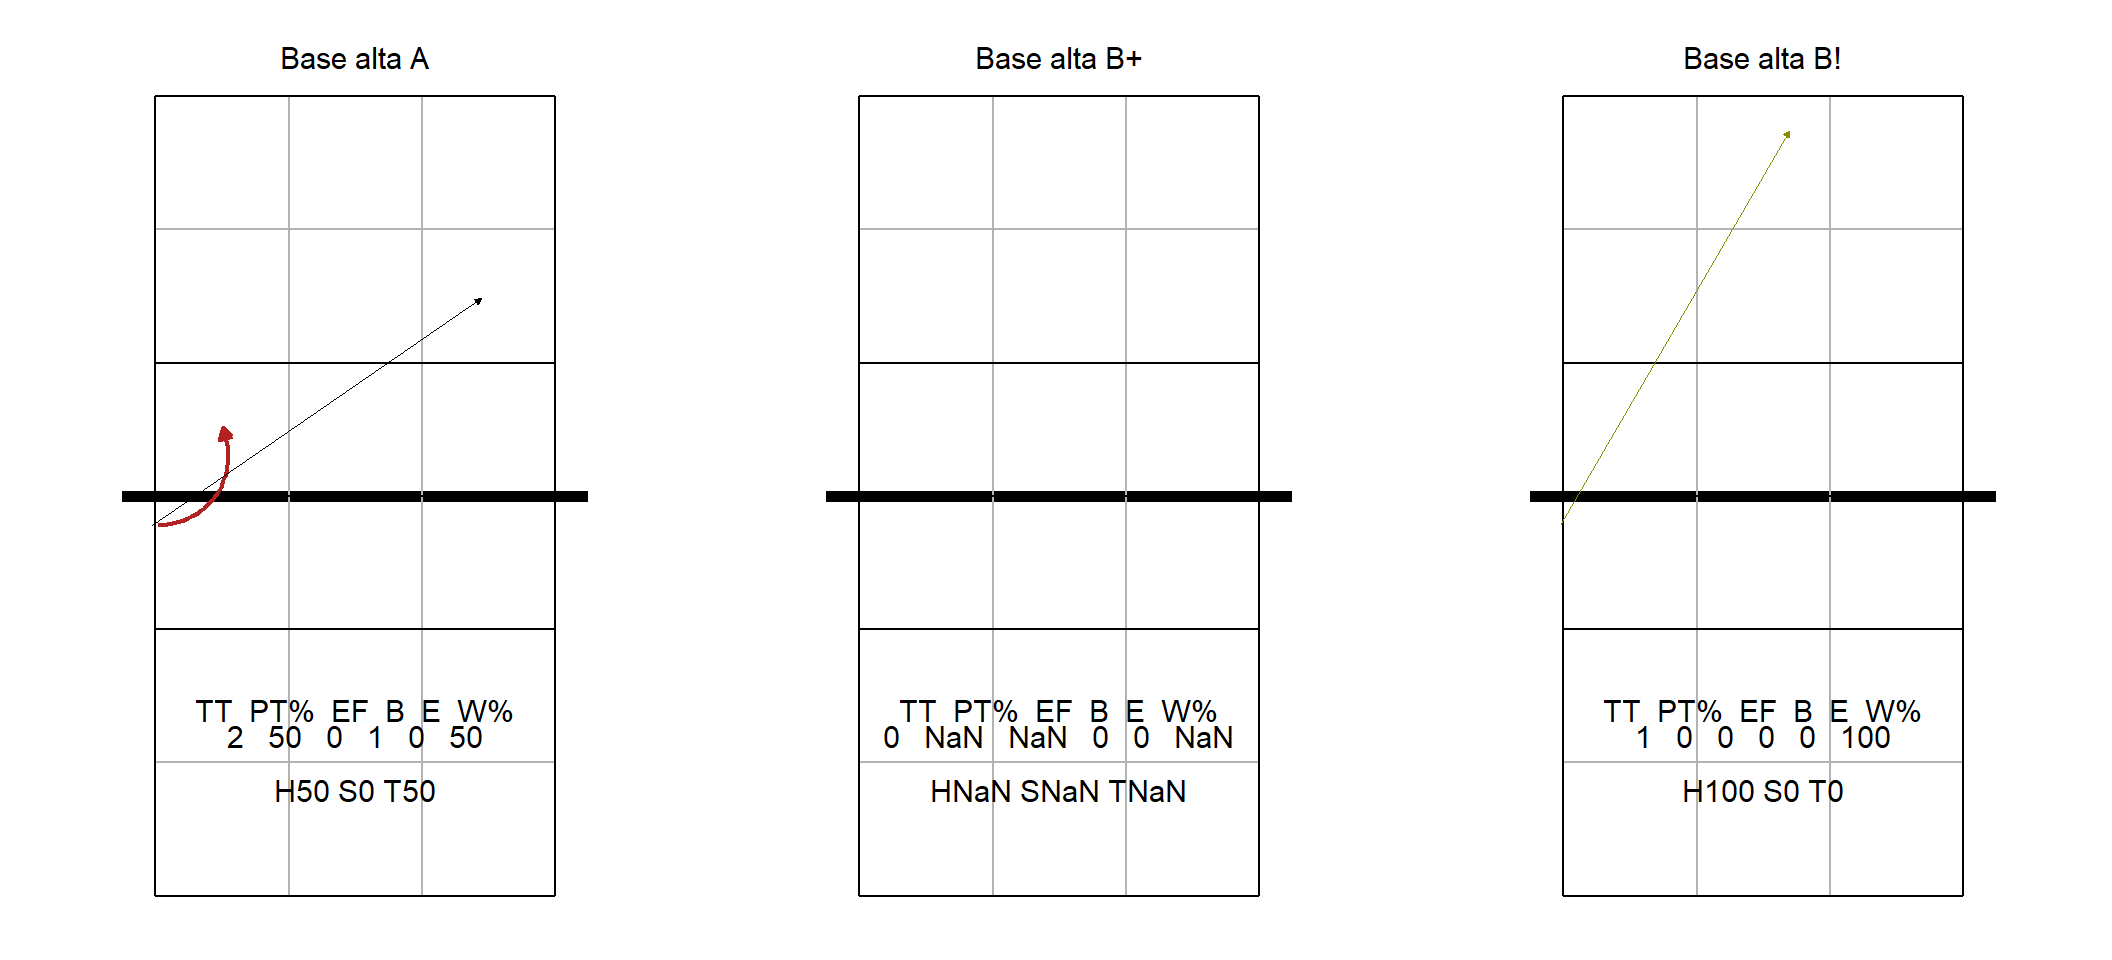 Base alta A
TT PT% EF B E W%
2 50 0 1 0 50
H50 S0 T50
Base alta B+
TT PT% EF B E W%
0 NaN NaN 0 0 NaN
HNaN SNaN TNaN
Base alta B!
TT PT% EF B E W%
1 0 0 0 0 100
H100 S0 T0